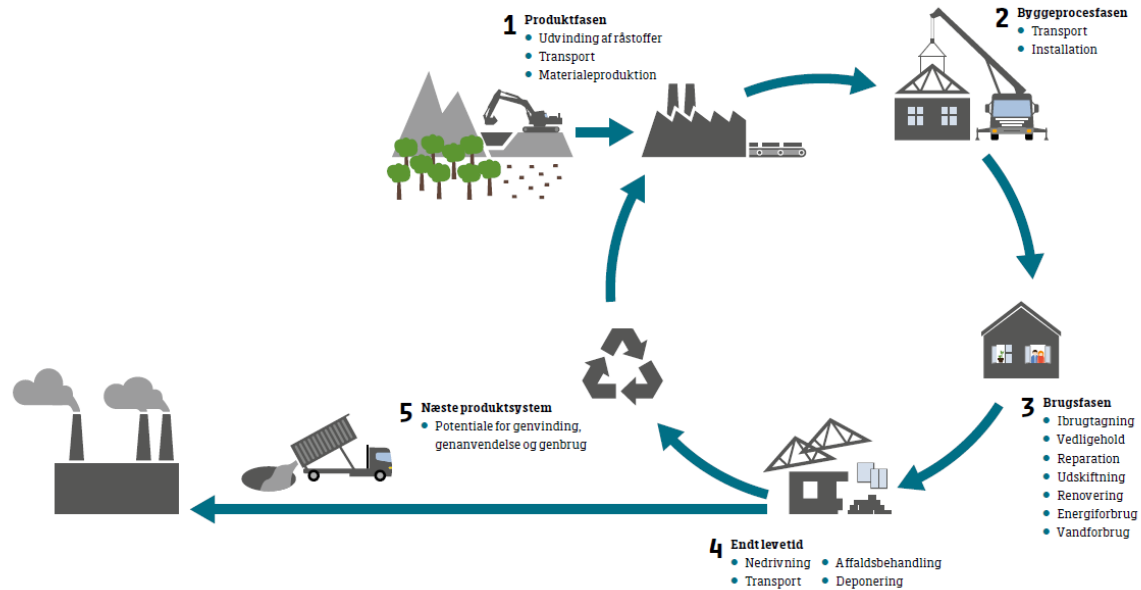 1 Produktfasen
Udvinding af råstoffer
Transport
Materialeproduktion
2 Byggeprocesfasen
Transport
Installation
3 Brugsfasen
Ibrugtagning
Vedligehold
Reparation
Udskiftning
Renovering
Energiforbrug
Vandforbrug
4 Endt levetid
Nedrivning
Transport
Affaldsbehandling
Deponering
5 Næste produktsystem
Potentiale for genvinding,
genanvendelse og genbrug